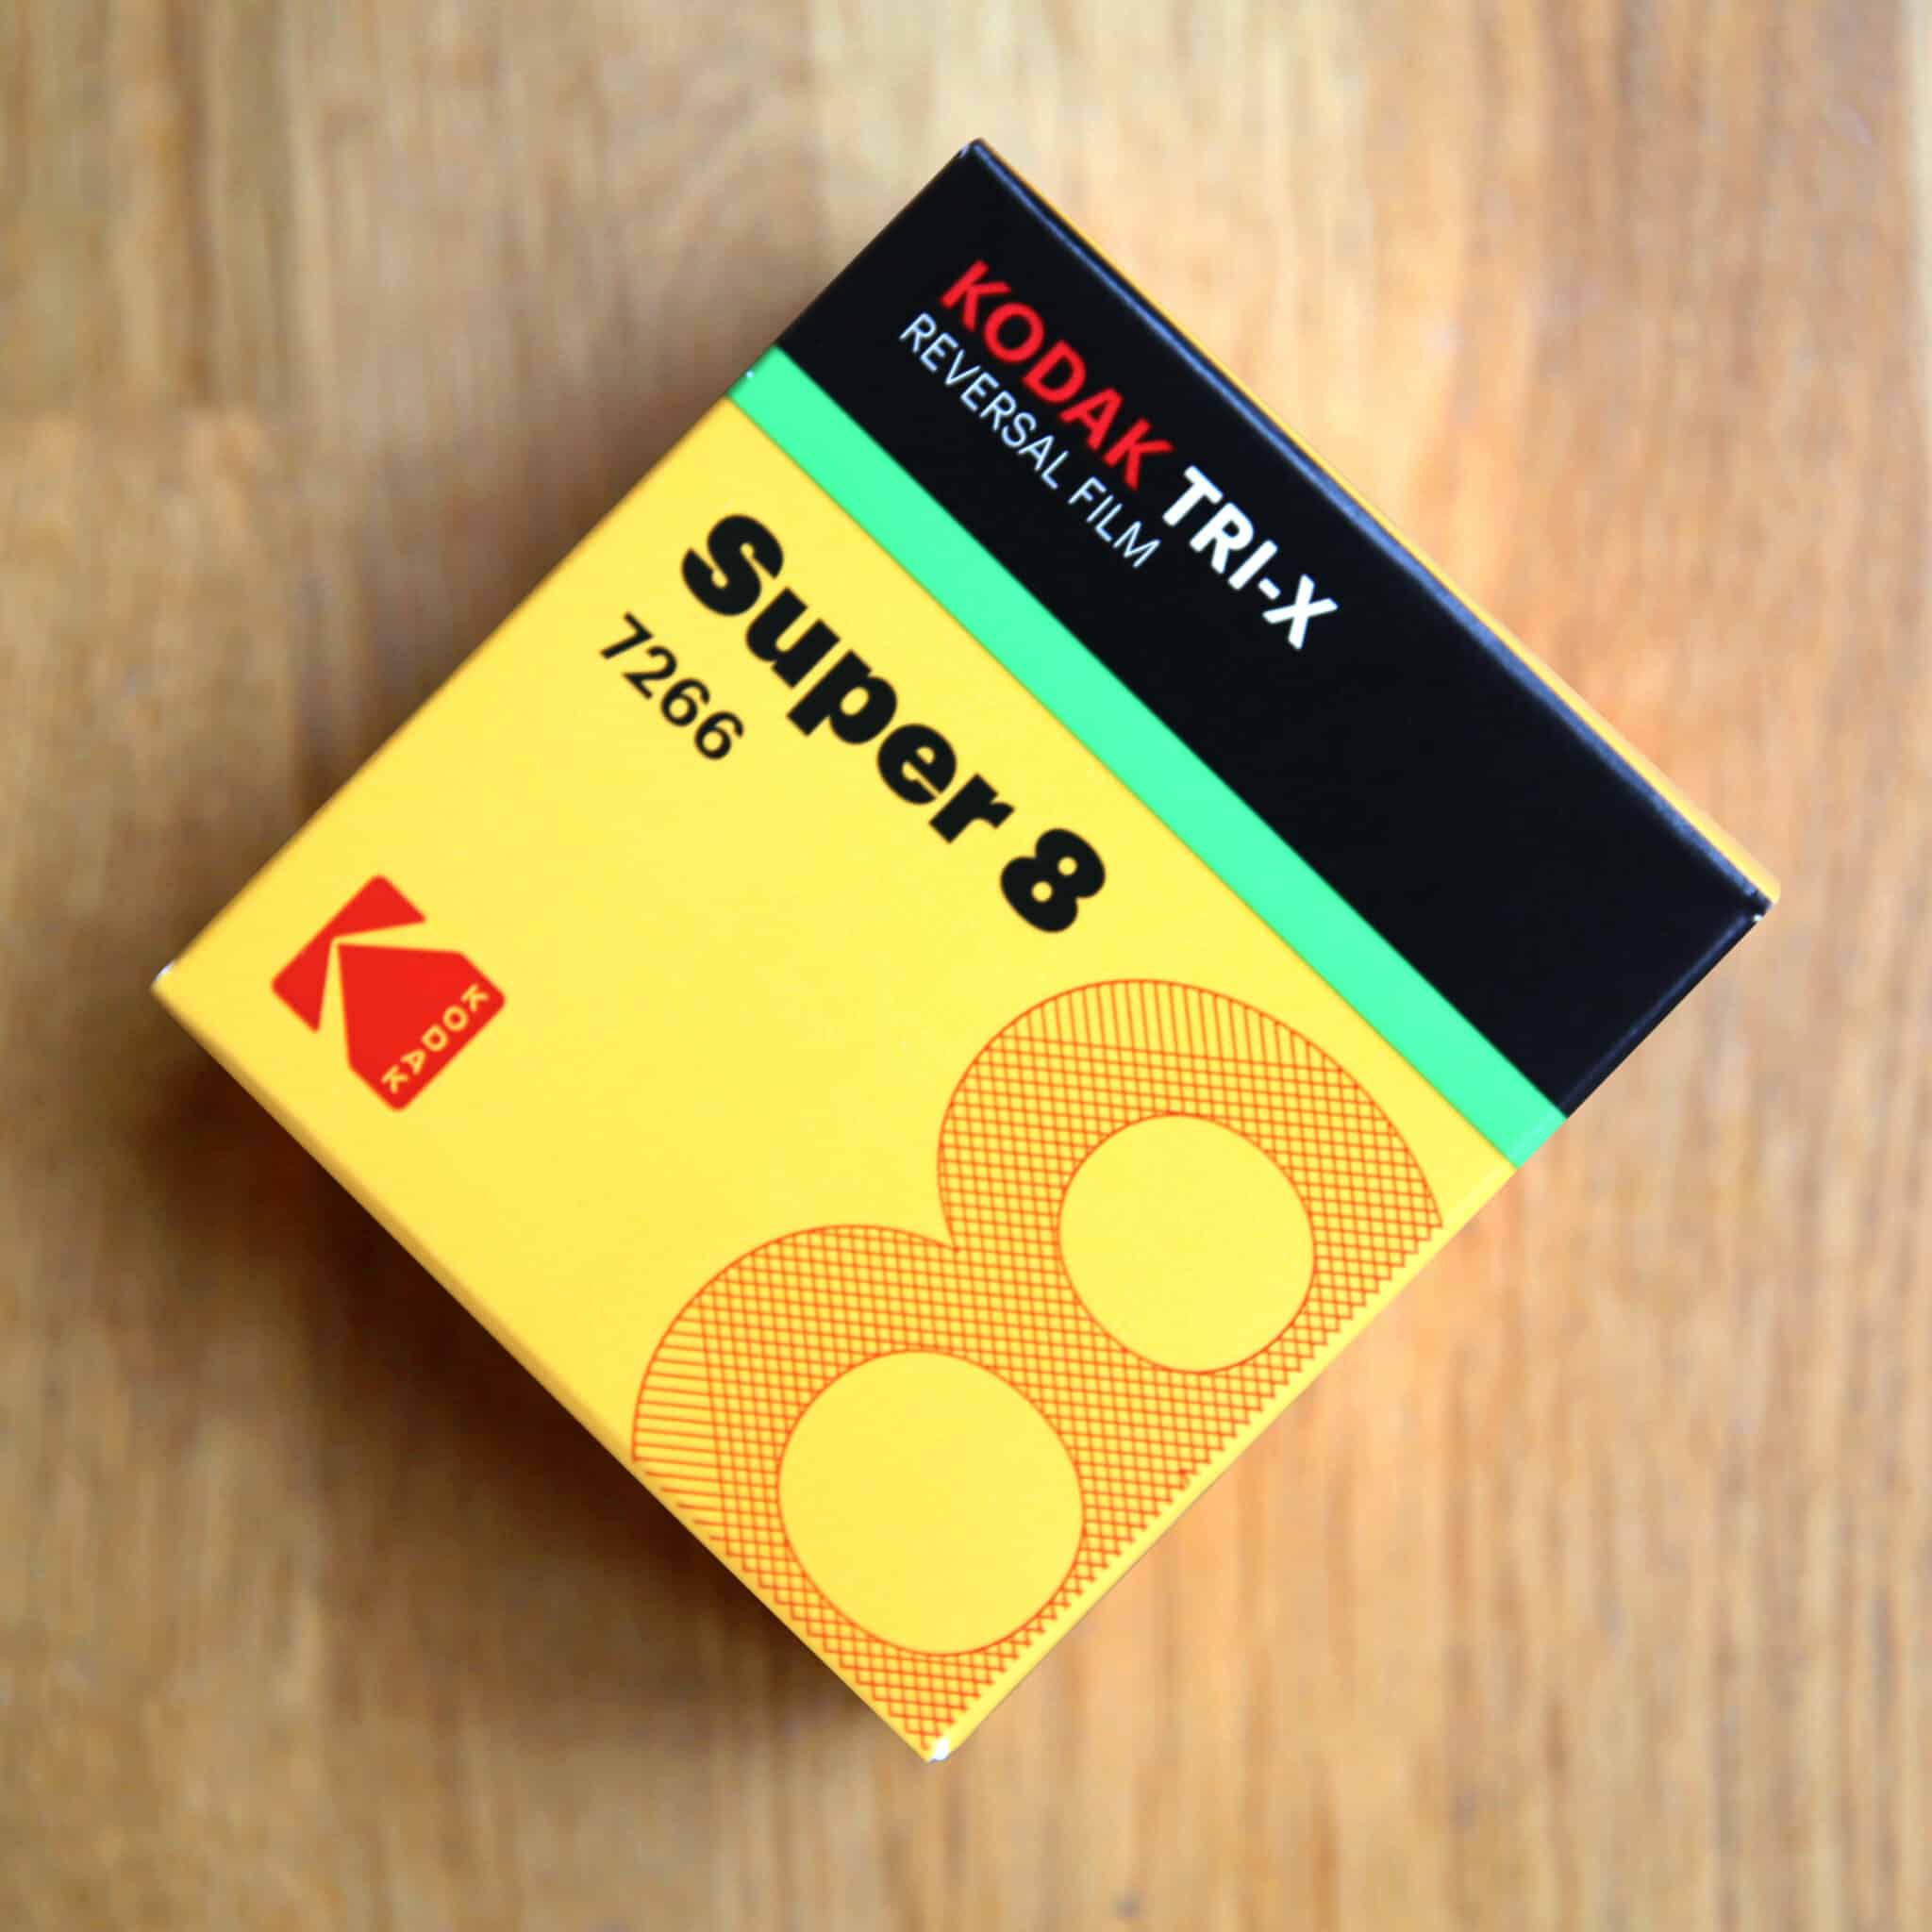 KODAK TRI-X
REVERSAL FILM
Super 8
7266
KODAK
8